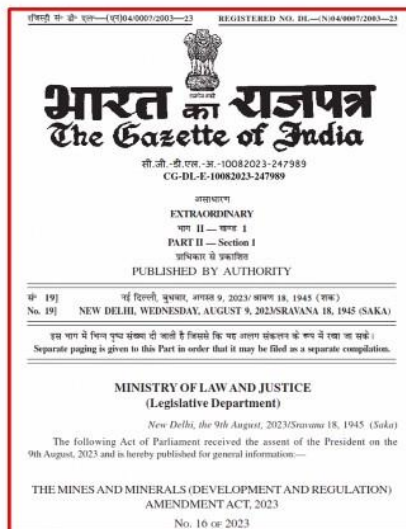 रजिस्ट्री सं॰ डी॰ एल॰—(एन)04/0007/2003—23
REGISTERED NO. DL—(N)04/0007/2003—23
भारत का राजपत्र
The Gazette of India
सी.जी.-डी.एल.-अ.-10082023-247989
CG-DL-E-10082023-247989
असाधारण
EXTRAORDINARY
भाग II — खण्ड 1
PART II — Section 1
प्राधिकार से प्रकाशित
PUBLISHED BY AUTHORITY
सं॰ 19] नई दिल्ली, बुधवार, अगस्त 9, 2023/ श्रावण 18, 1945 (शक)
No. 19] NEW DELHI, WEDNESDAY, AUGUST 9, 2023/SRAVANA 18, 1945 (SAKA)
इस भाग में भिन्न पृष्ठ संख्या दी जाती है जिससे कि यह अलग संकलन के रूप में रखा जा सके।
Separate paging is given to this Part in order that it may be filed as a separate compilation.
MINISTRY OF LAW AND JUSTICE
(Legislative Department)
New Delhi, the 9th August, 2023/Sravana 18, 1945 (Saka)
The following Act of Parliament received the assent of the President on the
9th August, 2023 and is hereby published for general information:—
THE MINES AND MINERALS (DEVELOPMENT AND REGULATION)
AMENDMENT ACT, 2023
No. 16 OF 2023